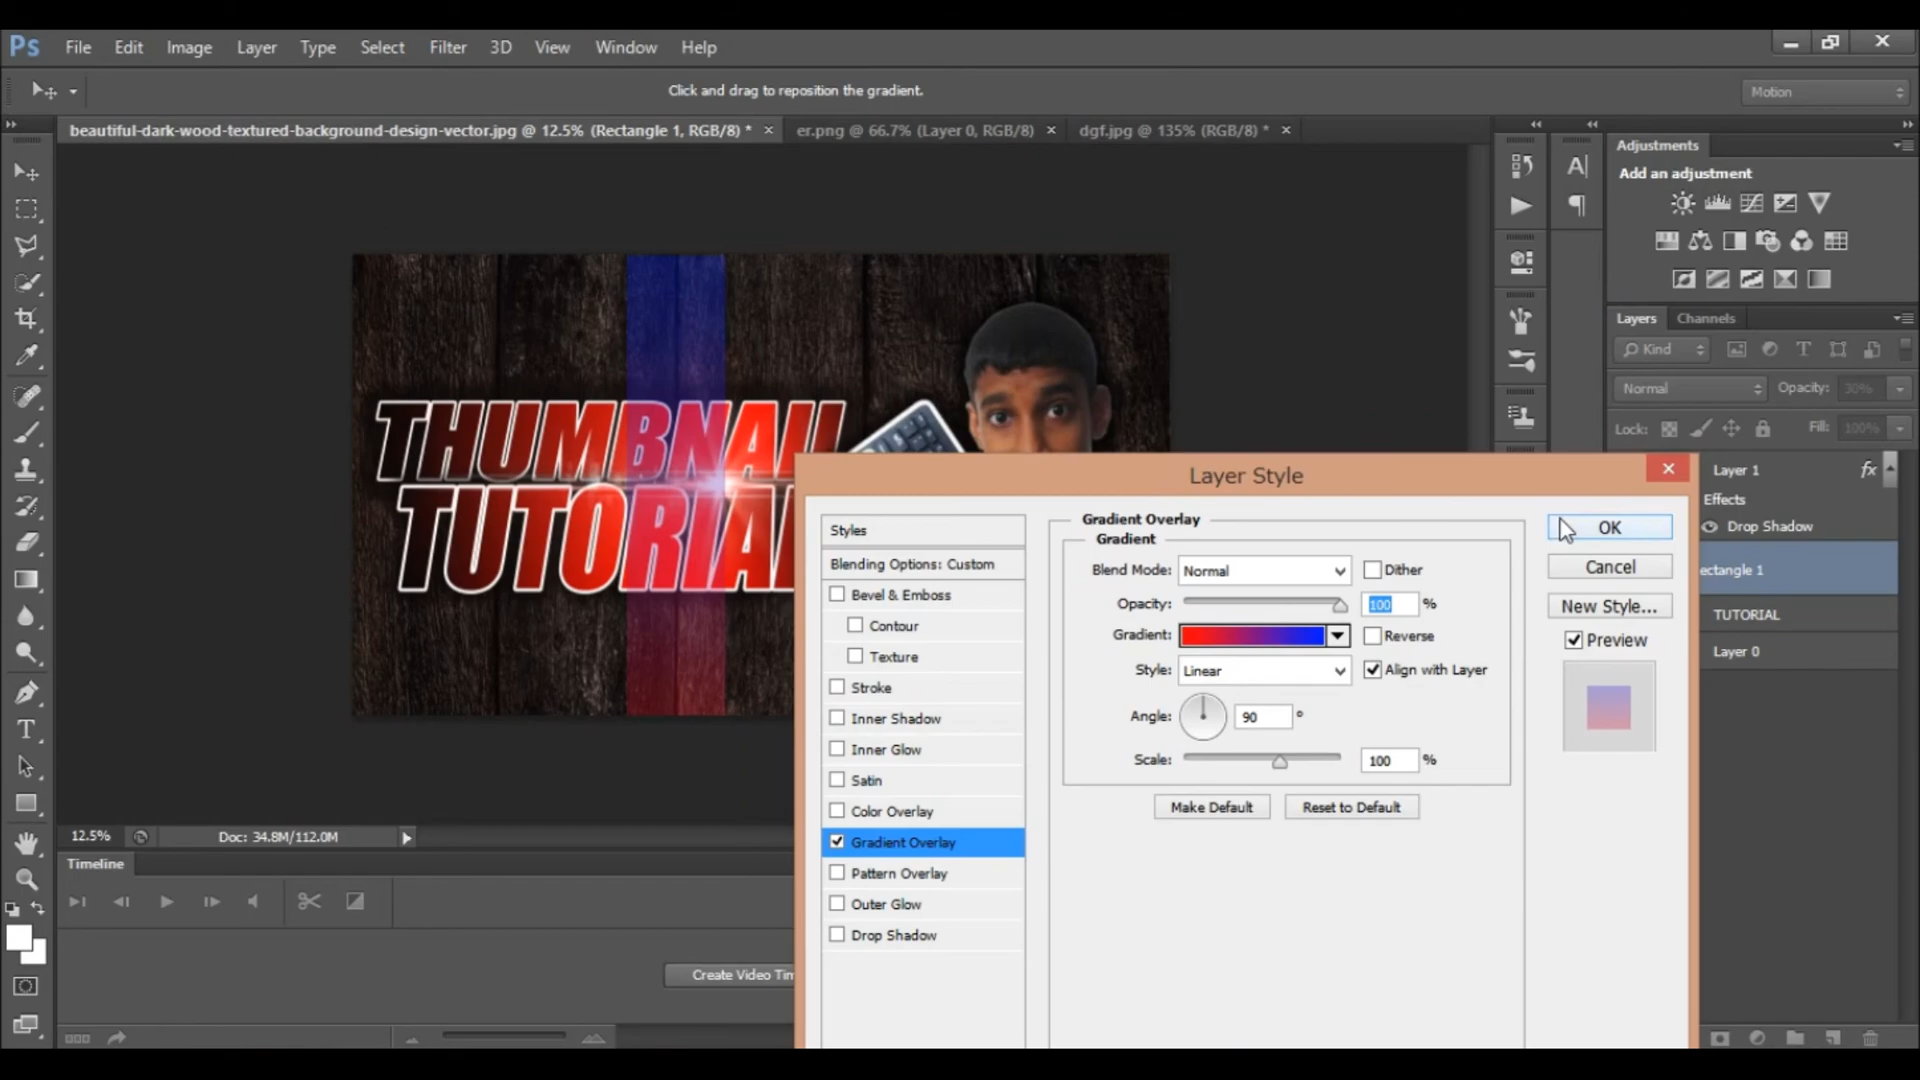 Ps File Edit Image Layer Type Select Filter 3D View Window Help
Click and drag to reposition the gradient.
Motion
beautiful-dark-wood-textured-background-design-vector.jpg @ 12.5% (Rectangle 1, RGB/8) * × er.png @ 66.7% (Layer 0, RGB/8) × dgf.jpg @ 135% (RGB/8) * ×
Adjustments
Add an adjustment
Layers Channels
Kind
Normal Opacity: 30%
Lock: Fill: 100%
Layer 1 fx
Effects
Drop Shadow
ectangle 1
TUTORIAL
Layer 0
THUMBNAIL
TUTORIAL
Layer Style
Styles
Blending Options: Custom
Bevel & Emboss
Contour
Texture
Stroke
Inner Shadow
Inner Glow
Satin
Color Overlay
Gradient Overlay
Pattern Overlay
Outer Glow
Drop Shadow
Gradient Overlay
Gradient
Blend Mode: Normal Dither
Opacity: 100 %
Gradient: Reverse
Style: Linear Align with Layer
Angle: 90 °
Scale: 100 %
Make Default Reset to Default
OK
Cancel
New Style...
Preview
12.5% Doc: 34.8M/112.0M
Timeline
Create Video Tim